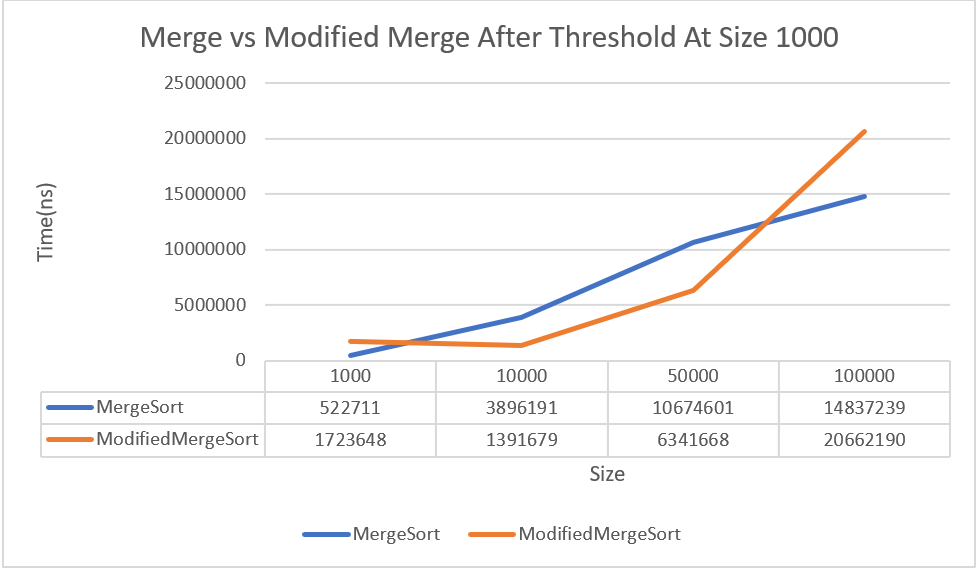 Merge vs Modified Merge After Threshold At Size 1000
25000000
20000000
15000000
10000000
5000000
0
Time(ns)
1000 10000 50000 100000
MergeSort 522711 3896191 10674601 14837239
ModifiedMergeSort 1723648 1391679 6341668 20662190
Size
MergeSort ModifiedMergeSort